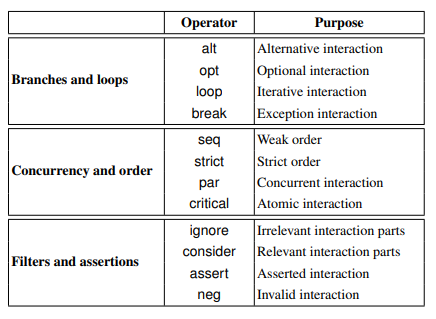 Operator Purpose
Branches and loops
alt Alternative interaction
opt Optional interaction
loop Iterative interaction
break Exception interaction
Concurrency and order
seq Weak order
strict Strict order
par Concurrent interaction
critical Atomic interaction
Filters and assertions
ignore Irrelevant interaction parts
consider Relevant interaction parts
assert Asserted interaction
neg Invalid interaction